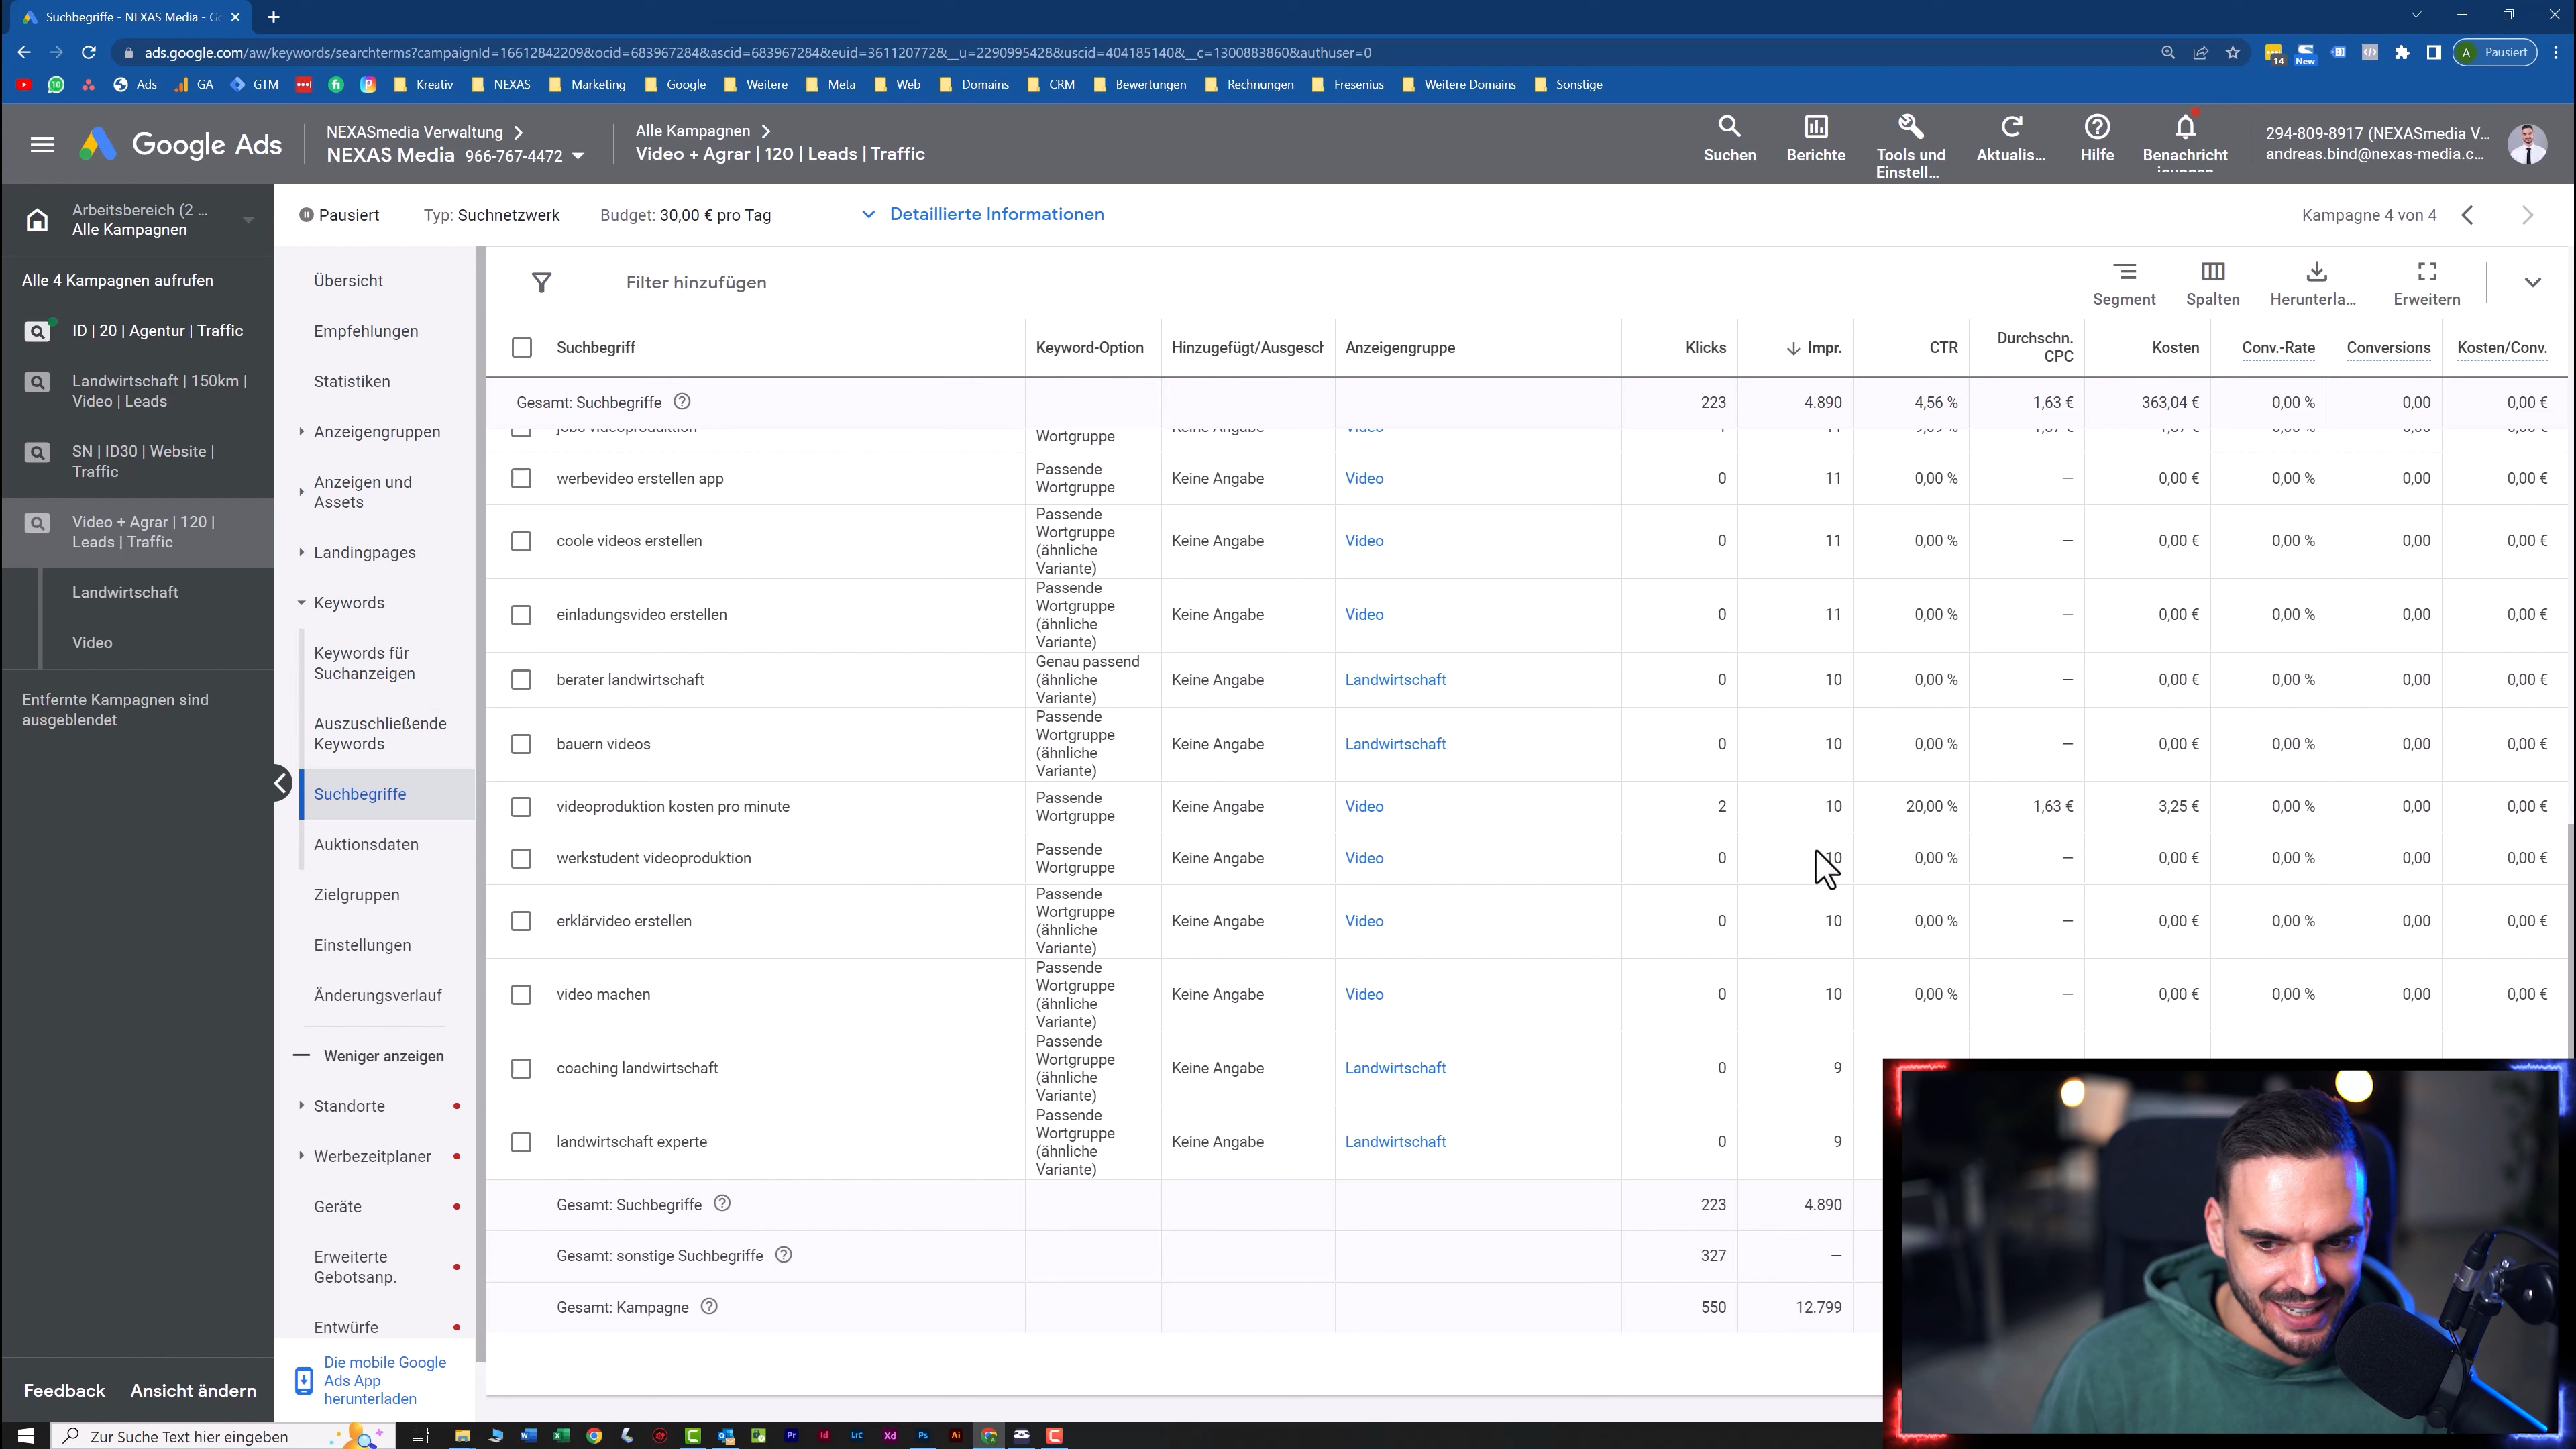 Suchbegriffe - NEXAS Media - Go
ads.google.com/aw/keywords/searchterms?campaignId=16612842209&ocid=683967284&ascid=683967284&euid=361120772&__u=2290995428&uscid=404185140&__c=1300883860&authuser=0
14 New A Pausiert
Ads GA GTM Kreativ NEXAS Marketing Google Weitere Meta Web Domains CRM Bewertungen Rechnungen Fresenius Weitere Domains Sonstige
Google Ads
NEXASmedia Verwaltung
NEXAS Media 966-767-4472
Alle Kampagnen
Video + Agrar | 120 | Leads | Traffic
Suchen
Berichte
Tools und
Einstell...
Aktualis...
Hilfe
Benachricht
294-809-8917 (NEXASmedia V...
andreas.bind@nexas-media.c...
Arbeitsbereich (2 ...
Alle Kampagnen
Alle 4 Kampagnen aufrufen
ID | 20 | Agentur | Traffic
Landwirtschaft | 150km |
Video | Leads
SN | ID30 | Website |
Traffic
Video + Agrar | 120 |
Leads | Traffic
Landwirtschaft
Video
Entfernte Kampagnen sind
ausgeblendet
Feedback Ansicht ändern
Pausiert Typ: Suchnetzwerk Budget: 30,00 € pro Tag Detaillierte Informationen Kampagne 4 von 4
Übersicht
Empfehlungen
Statistiken
Anzeigengruppen
Anzeigen und
Assets
Landingpages
Keywords
Keywords für
Suchanzeigen
Auszuschließende
Keywords
Suchbegriffe
Auktionsdaten
Zielgruppen
Einstellungen
Änderungsverlauf
Weniger anzeigen
Standorte
Werbezeitplaner
Geräte
Erweiterte
Gebotsanp.
Entwürfe
Die mobile Google
Ads App
herunterladen
Filter hinzufügen
Segment Spalten Herunterla... Erweitern
Suchbegriff Keyword-Option Hinzugefügt/Ausgesch Anzeigengruppe Klicks Impr. CTR Durchschn.
CPC Kosten Conv.-Rate Conversions Kosten/Conv.
Gesamt: Suchbegriffe 223 4.890 4,56 % 1,63 € 363,04 € 0,00 % 0,00 0,00 €
jobs videoproduktion Wortgruppe Keine Angabe Video
werbevideo erstellen app Passende
Wortgruppe Keine Angabe Video 0 11 0,00 % — 0,00 € 0,00 % 0,00 0,00 €
coole videos erstellen Passende
Wortgruppe
(ähnliche
Variante) Keine Angabe Video 0 11 0,00 % — 0,00 € 0,00 % 0,00 0,00 €
einladungsvideo erstellen Passende
Wortgruppe
(ähnliche
Variante) Keine Angabe Video 0 11 0,00 % — 0,00 € 0,00 % 0,00 0,00 €
berater landwirtschaft Genau passend
(ähnliche
Variante) Keine Angabe Landwirtschaft 0 10 0,00 % — 0,00 € 0,00 % 0,00 0,00 €
bauern videos Passende
Wortgruppe
(ähnliche
Variante) Keine Angabe Landwirtschaft 0 10 0,00 % — 0,00 € 0,00 % 0,00 0,00 €
videoproduktion kosten pro minute Passende
Wortgruppe Keine Angabe Video 2 10 20,00 % 1,63 € 3,25 € 0,00 % 0,00 0,00 €
werkstudent videoproduktion Passende
Wortgruppe Keine Angabe Video 0 10 0,00 % — 0,00 € 0,00 % 0,00 0,00 €
erklärvideo erstellen Passende
Wortgruppe
(ähnliche
Variante) Keine Angabe Video 0 10 0,00 % — 0,00 € 0,00 % 0,00 0,00 €
video machen Passende
Wortgruppe
(ähnliche
Variante) Keine Angabe Video 0 10 0,00 % — 0,00 € 0,00 % 0,00 0,00 €
coaching landwirtschaft Passende
Wortgruppe
(ähnliche
Variante) Keine Angabe Landwirtschaft 0 9
landwirtschaft experte Passende
Wortgruppe
(ähnliche
Variante) Keine Angabe Landwirtschaft 0 9
Gesamt: Suchbegriffe 223 4.890
Gesamt: sonstige Suchbegriffe 327 —
Gesamt: Kampagne 550 12.799
Zur Suche Text hier eingeben
Pr Id Lrc Xd Ps Ai